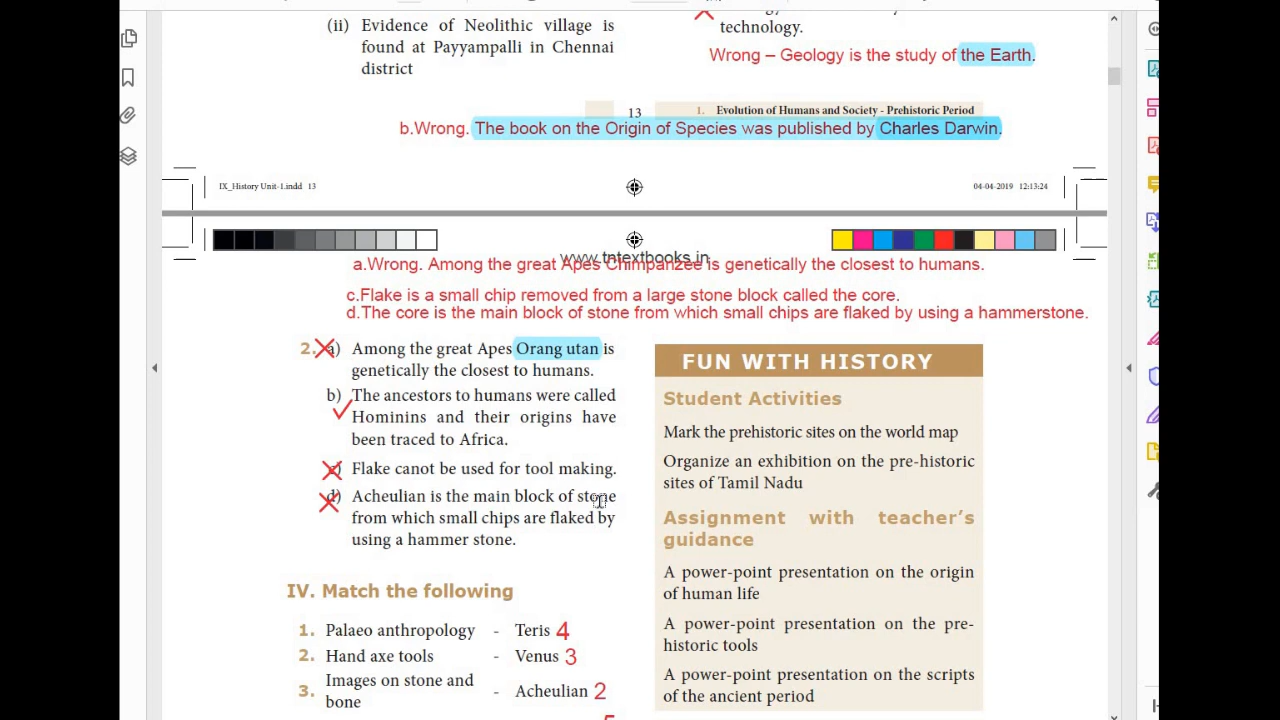 (ii) Evidence of Neolithic village is
found at Payyampalli in Chennai
district
technology.
Wrong – Geology is the study of the Earth.
13 1. Evolution of Humans and Society - Prehistoric Period
b.Wrong. The book on the Origin of Species was published by Charles Darwin.
IX_History Unit-1.indd 13
04-04-2019 12:13:24
www.tntextbooks.in
a.Wrong. Among the great Apes Chimpanzee is genetically the closest to humans.
c.Flake is a small chip removed from a large stone block called the core.
d.The core is the main block of stone from which small chips are flaked by using a hammerstone.
2. a) Among the great Apes Orang utan is
genetically the closest to humans.
b) The ancestors to humans were called
Hominins and their origins have
been traced to Africa.
c) Flake canot be used for tool making.
d) Acheulian is the main block of stone
from which small chips are flaked by
using a hammer stone.
IV. Match the following
1. Palaeo anthropology - Teris 4
2. Hand axe tools - Venus 3
3. Images on stone and
bone - Acheulian 2
FUN WITH HISTORY
Student Activities
Mark the prehistoric sites on the world map
Organize an exhibition on the pre-historic
sites of Tamil Nadu
Assignment with teacher's
guidance
A power-point presentation on the origin
of human life
A power-point presentation on the pre-
historic tools
A power-point presentation on the scripts
of the ancient period